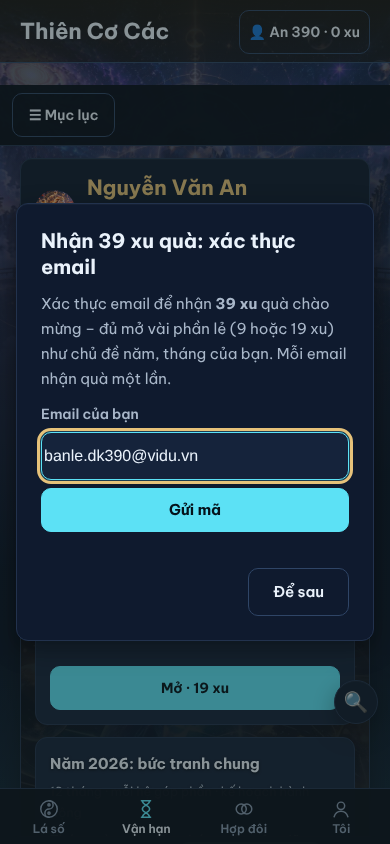 Thiên Cơ Các
An 390 · 0 xu
☰ Mục lục
Nguyễn Văn An
Nhận 39 xu quà: xác thực
email
Xác thực email để nhận 39 xu quà chào
mừng – đủ mở vài phần lẻ (9 hoặc 19 xu)
như chủ đề năm, tháng của bạn. Mỗi email
nhận quà một lần.
Email của bạn
banle.dk390@vidu.vn
Gửi mã
Để sau
Mở · 19 xu
Năm 2026: bức tranh chung
Lá số
Vận hạn
Hợp đôi
Tôi